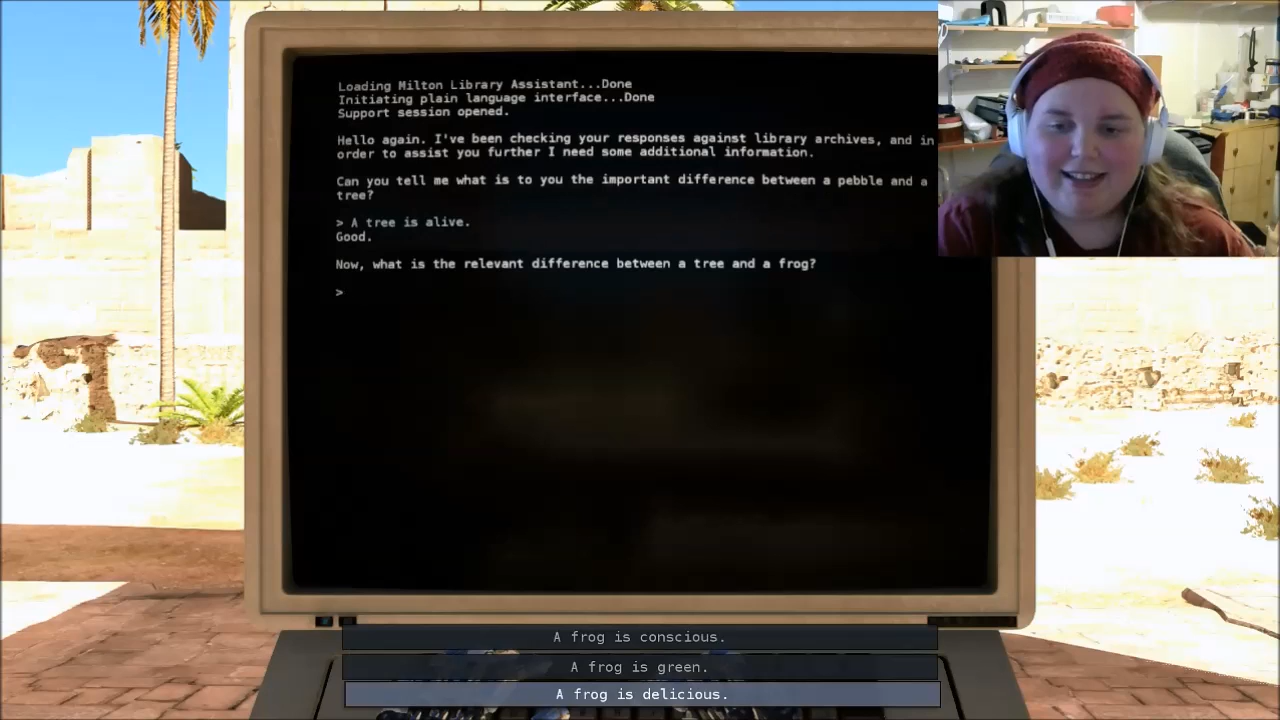 Loading Milton Library Assistant...Done
Initiating plain language interface...Done
Support session opened.
Hello again. I've been checking your responses against library archives, and in
order to assist you further I need some additional information.
Can you tell me what is to you the important difference between a pebble and a
tree?
> A tree is alive.
Good.
Now, what is the relevant difference between a tree and a frog?
>
A frog is conscious.
A frog is green.
A frog is delicious.